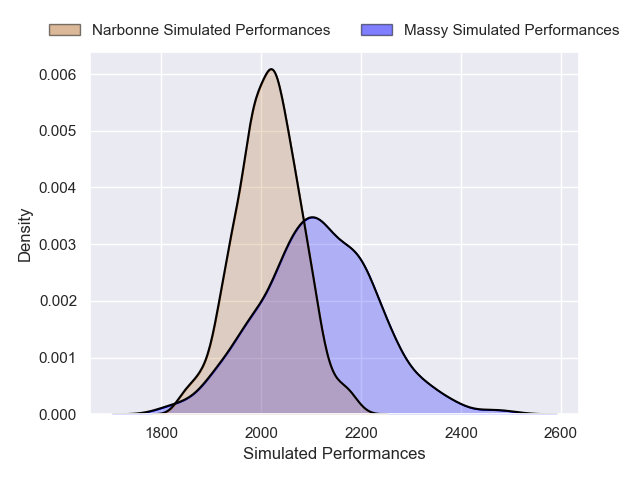 Narbonne Simulated Performances Massy Simulated Performances
0.006
0.005
0.004
0.003
0.002
0.001
0.000
Density
1800 2000 2200 2400 2600
Simulated Performances